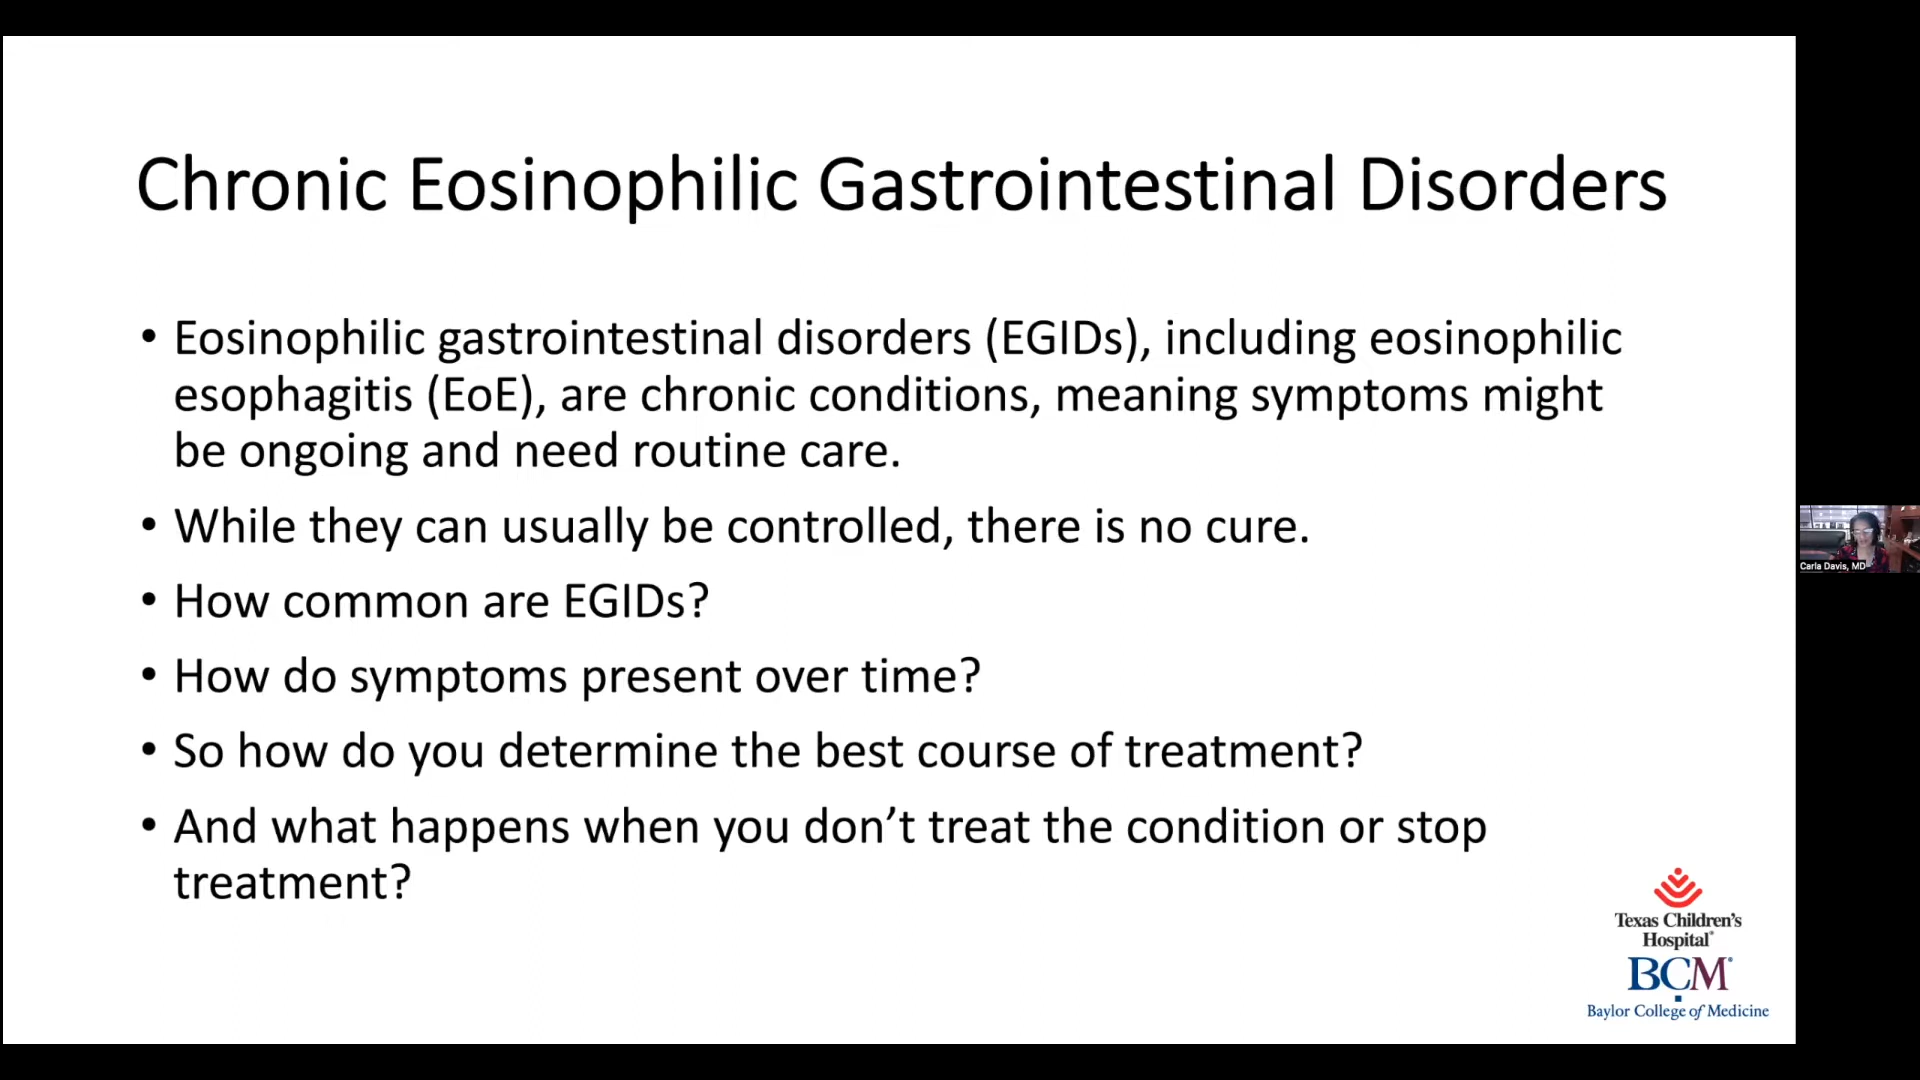 Chronic Eosinophilic Gastrointestinal Disorders
• Eosinophilic gastrointestinal disorders (EGIDs), including eosinophilic
esophagitis (EoE), are chronic conditions, meaning symptoms might
be ongoing and need routine care.
• While they can usually be controlled, there is no cure.
• How common are EGIDs?
• How do symptoms present over time?
• So how do you determine the best course of treatment?
• And what happens when you don’t treat the condition or stop
treatment?
Carla Davis, MD
Texas Children's
Hospital®
BCM®
Baylor College of Medicine